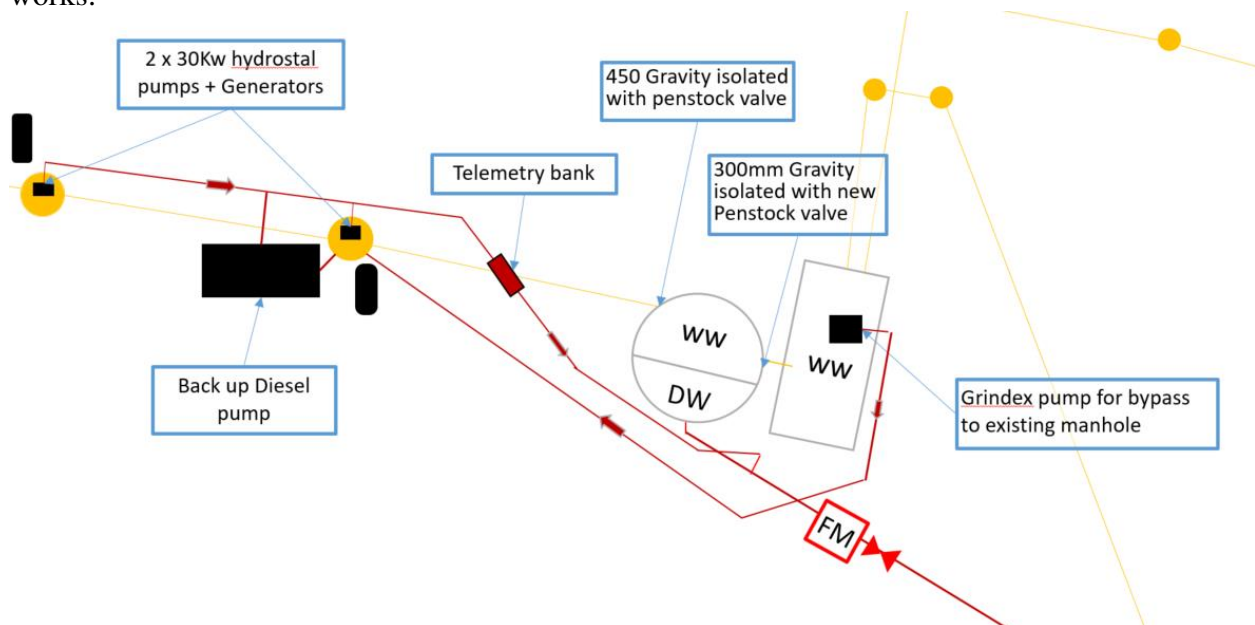 works:
2 x 30Kw hydrostal
pumps + Generators
450 Gravity isolated
with penstock valve
Telemetry bank
300mm Gravity
isolated with new
Penstock valve
WW
DW
WW
Back up Diesel
pump
Grindex pump for bypass
to existing manhole
FM